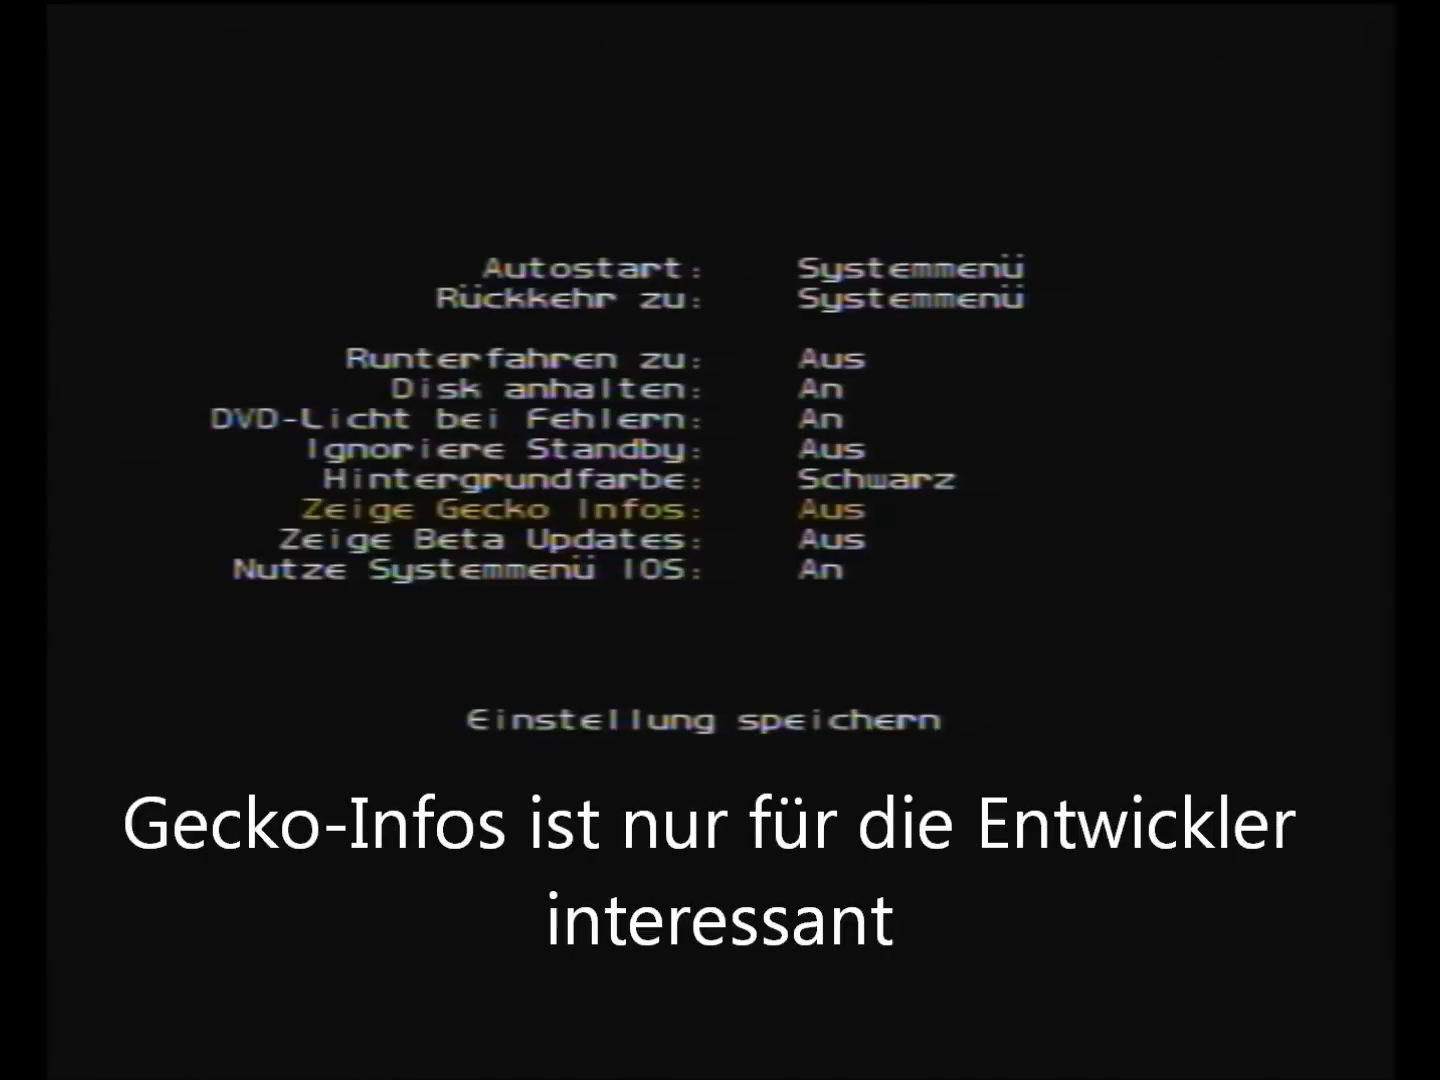 Autostart: Systemmenü
Rückkehr zu: Systemmenü
Runterfahren zu: Aus
Disk anhalten: An
DVD-Licht bei Fehlern: An
Ignoriere Standby: Aus
Hintergrundfarbe: Schwarz
Zeige Gecko Infos: Aus
Zeige Beta Updates: Aus
Nutze Systemmenü IOS: An
Einstellung speichern
Gecko-Infos ist nur für die Entwickler
interessant